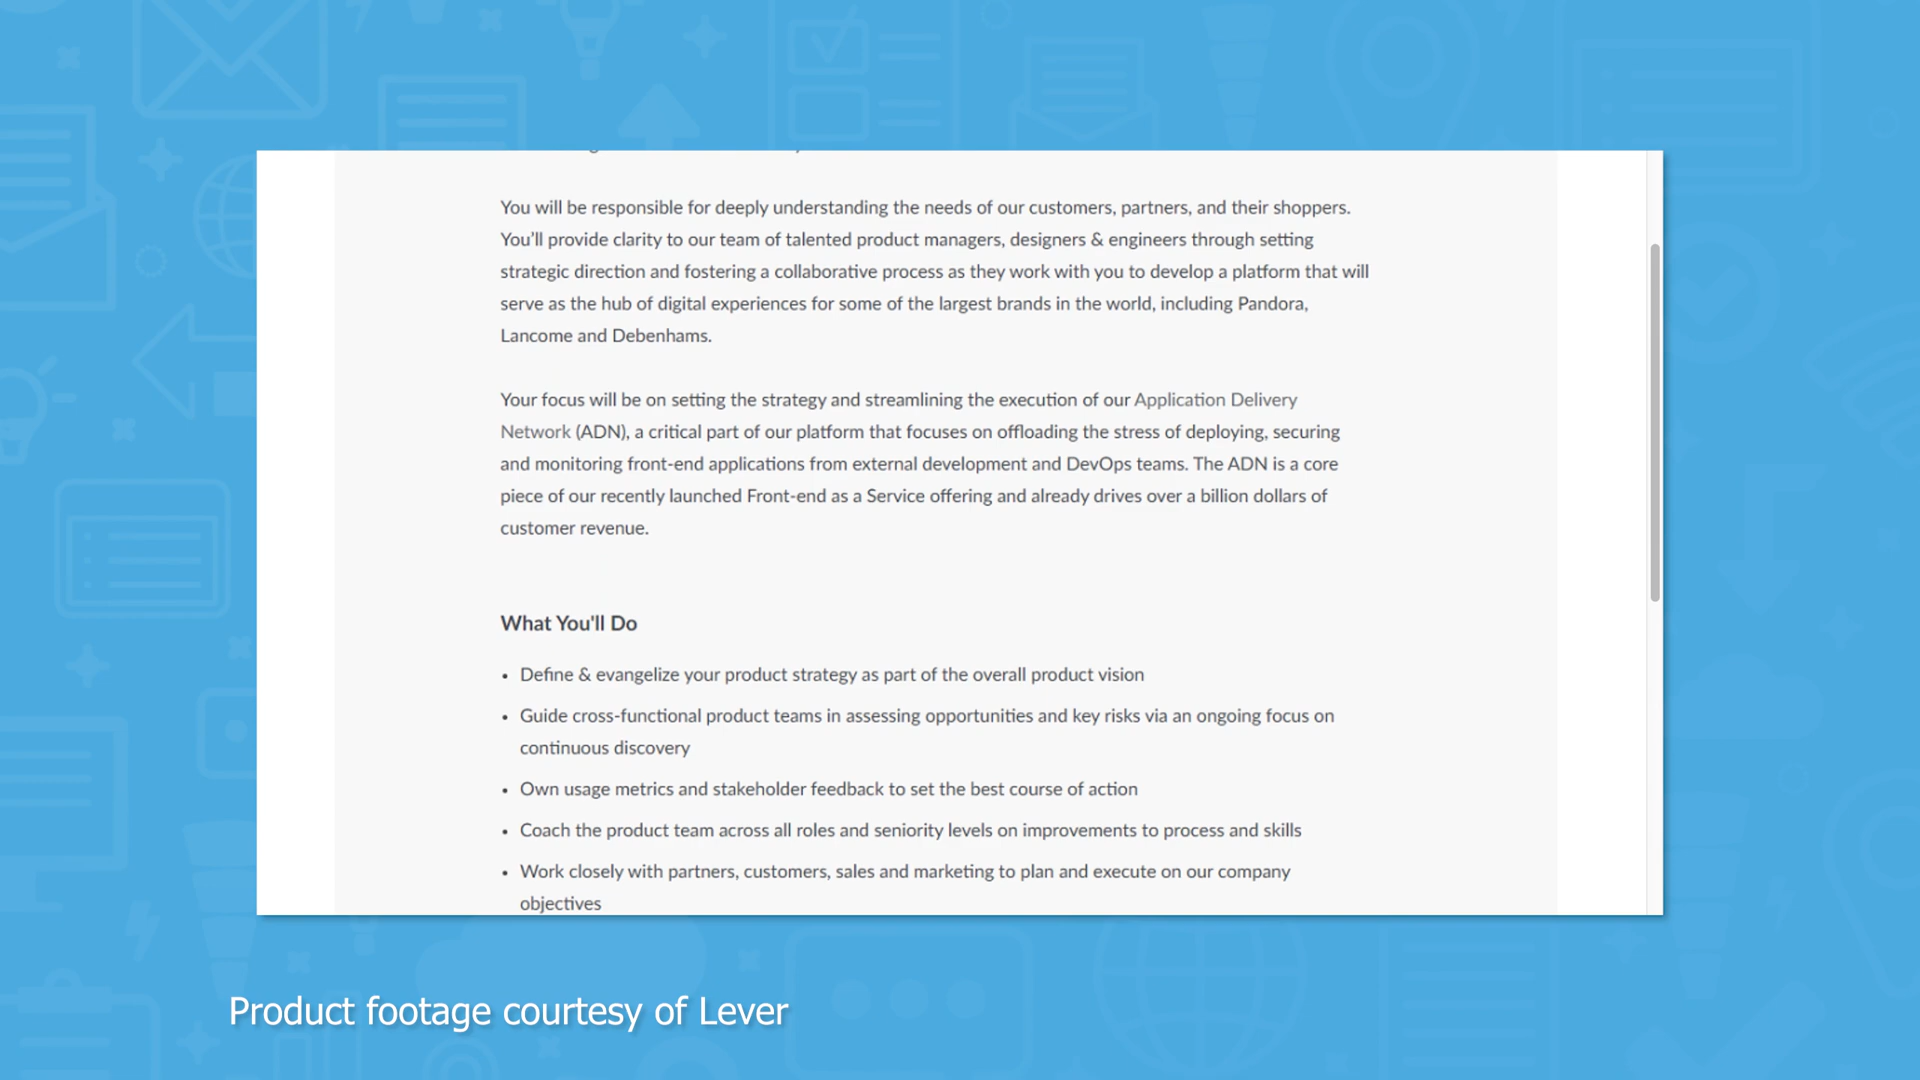 You will be responsible for deeply understanding the needs of our customers, partners, and their shoppers.
You'll provide clarity to our team of talented product managers, designers & engineers through setting
strategic direction and fostering a collaborative process as they work with you to develop a platform that will
serve as the hub of digital experiences for some of the largest brands in the world, including Pandora,
Lancome and Debenhams.
Your focus will be on setting the strategy and streamlining the execution of our Application Delivery
Network (ADN), a critical part of our platform that focuses on offloading the stress of deploying, securing
and monitoring front-end applications from external development and DevOps teams. The ADN is a core
piece of our recently launched Front-end as a Service offering and already drives over a billion dollars of
customer revenue.
What You'll Do
• Define & evangelize your product strategy as part of the overall product vision
• Guide cross-functional product teams in assessing opportunities and key risks via an ongoing focus on
continuous discovery
• Own usage metrics and stakeholder feedback to set the best course of action
• Coach the product team across all roles and seniority levels on improvements to process and skills
• Work closely with partners, customers, sales and marketing to plan and execute on our company
objectives
Product footage courtesy of Lever